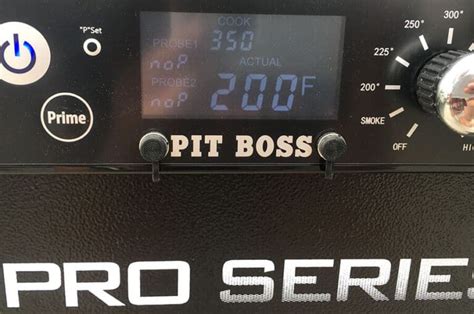 COOK
"P"Set
PROBE1 350
noP ACTUAL
PROBE2
noP 200F
Prime
PIT BOSS
250°
300°
225°
200°
SMOKE
OFF
PRO SERIES